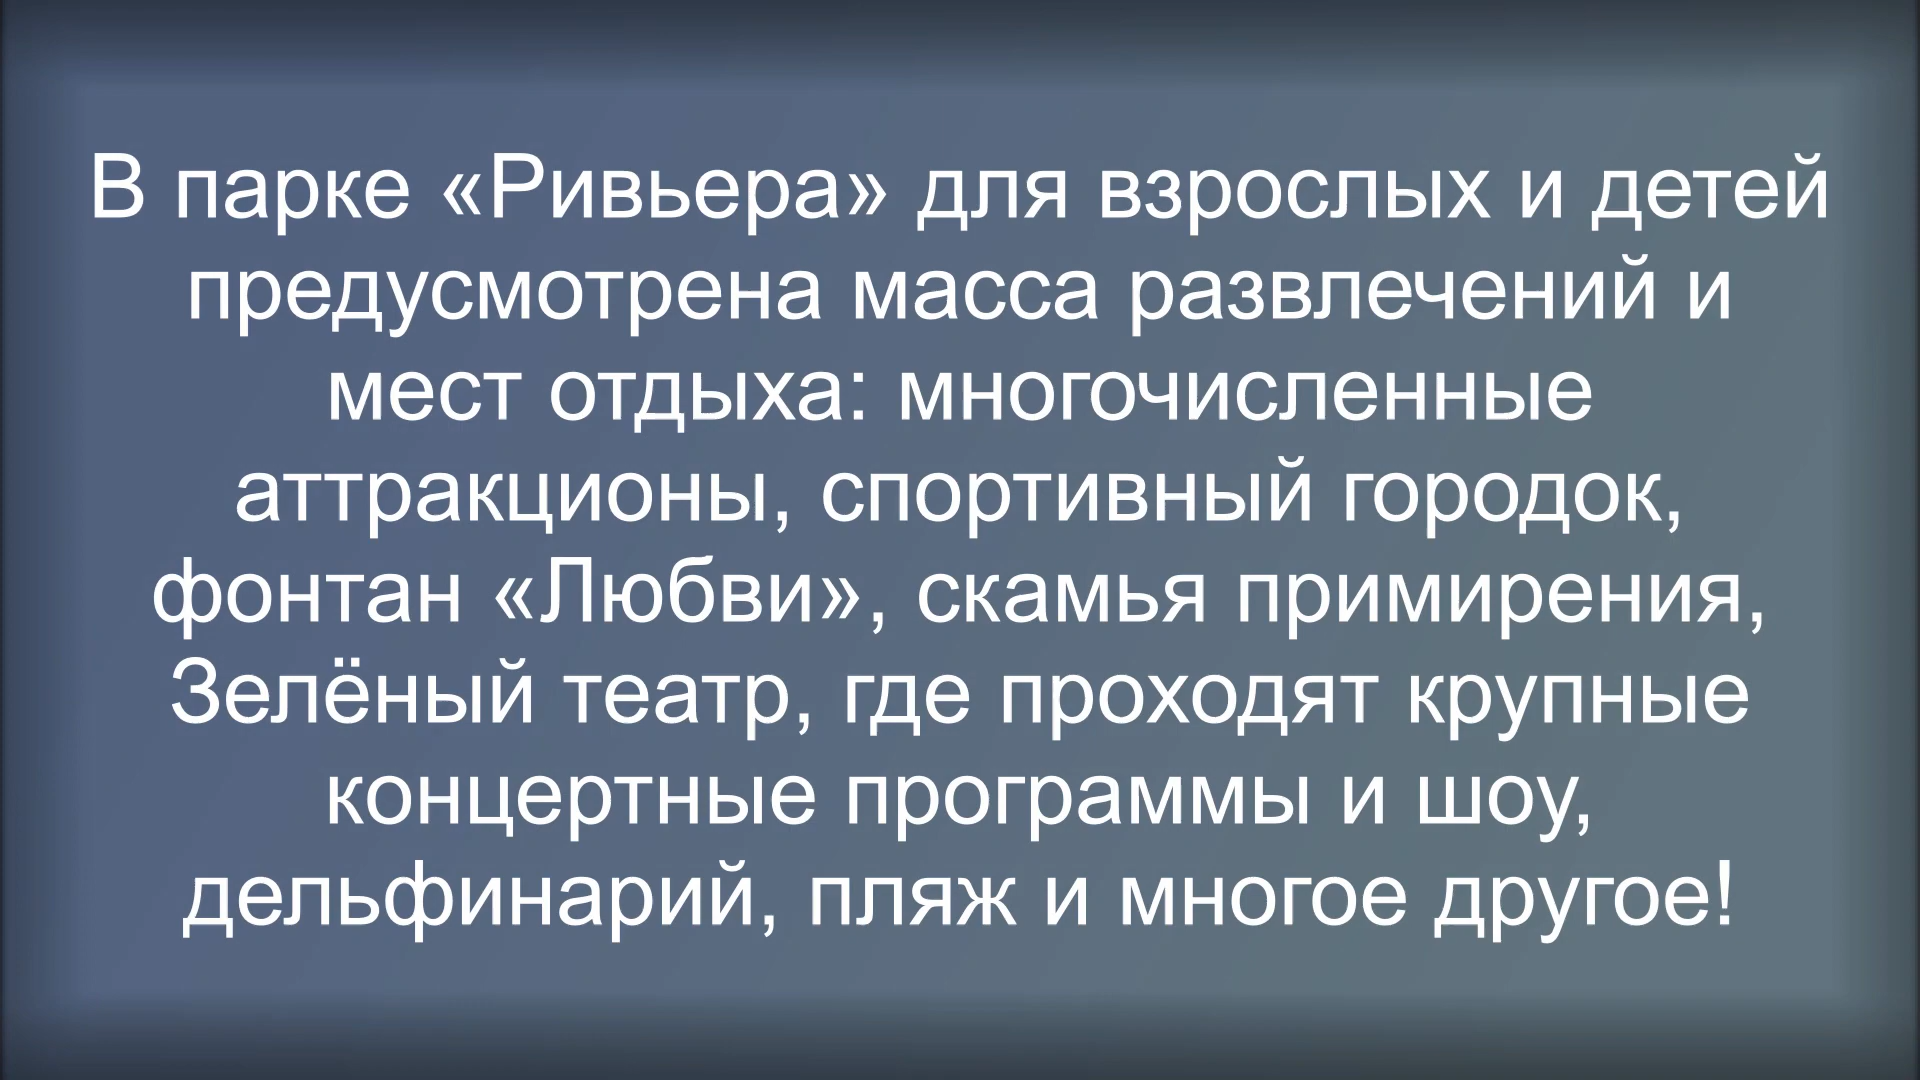 В парке «Ривьера» для взрослых и детей
предусмотрена масса развлечений и
мест отдыха: многочисленные
аттракционы, спортивный городок,
фонтан «Любви», скамья примирения,
Зелёный театр, где проходят крупные
концертные программы и шоу,
дельфинарий, пляж и многое другое!